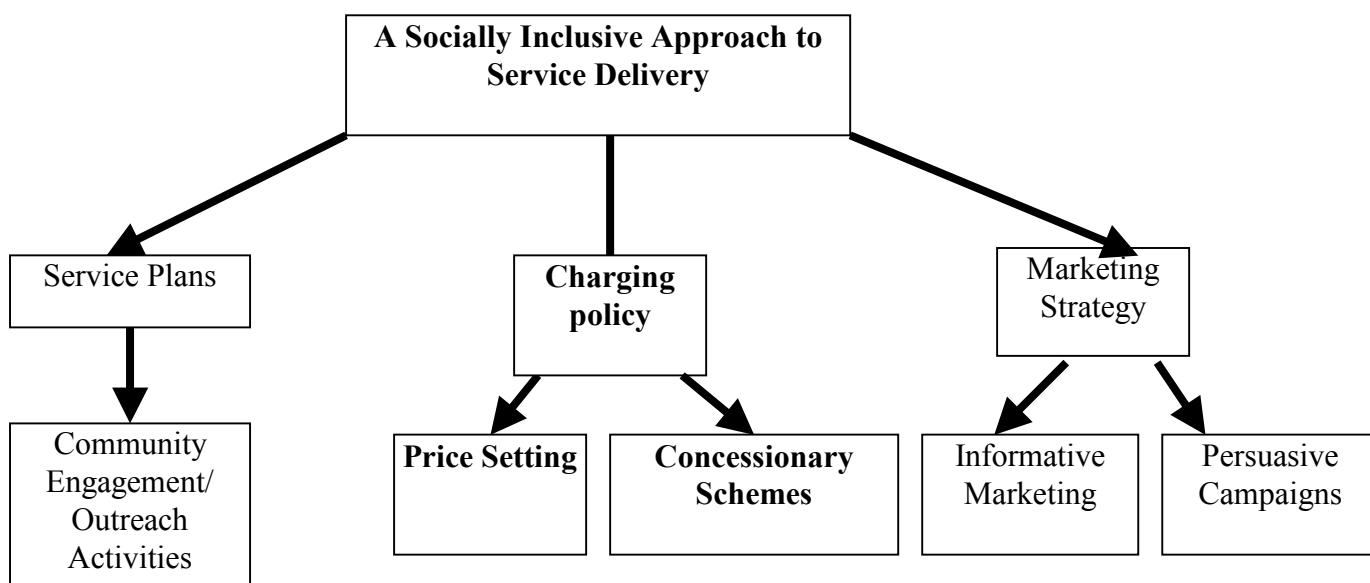 A Socially Inclusive Approach to
Service Delivery
Service Plans
Charging
policy
Marketing
Strategy
Community
Engagement/
Outreach
Activities
Price Setting
Concessionary
Schemes
Informative
Marketing
Persuasive
Campaigns